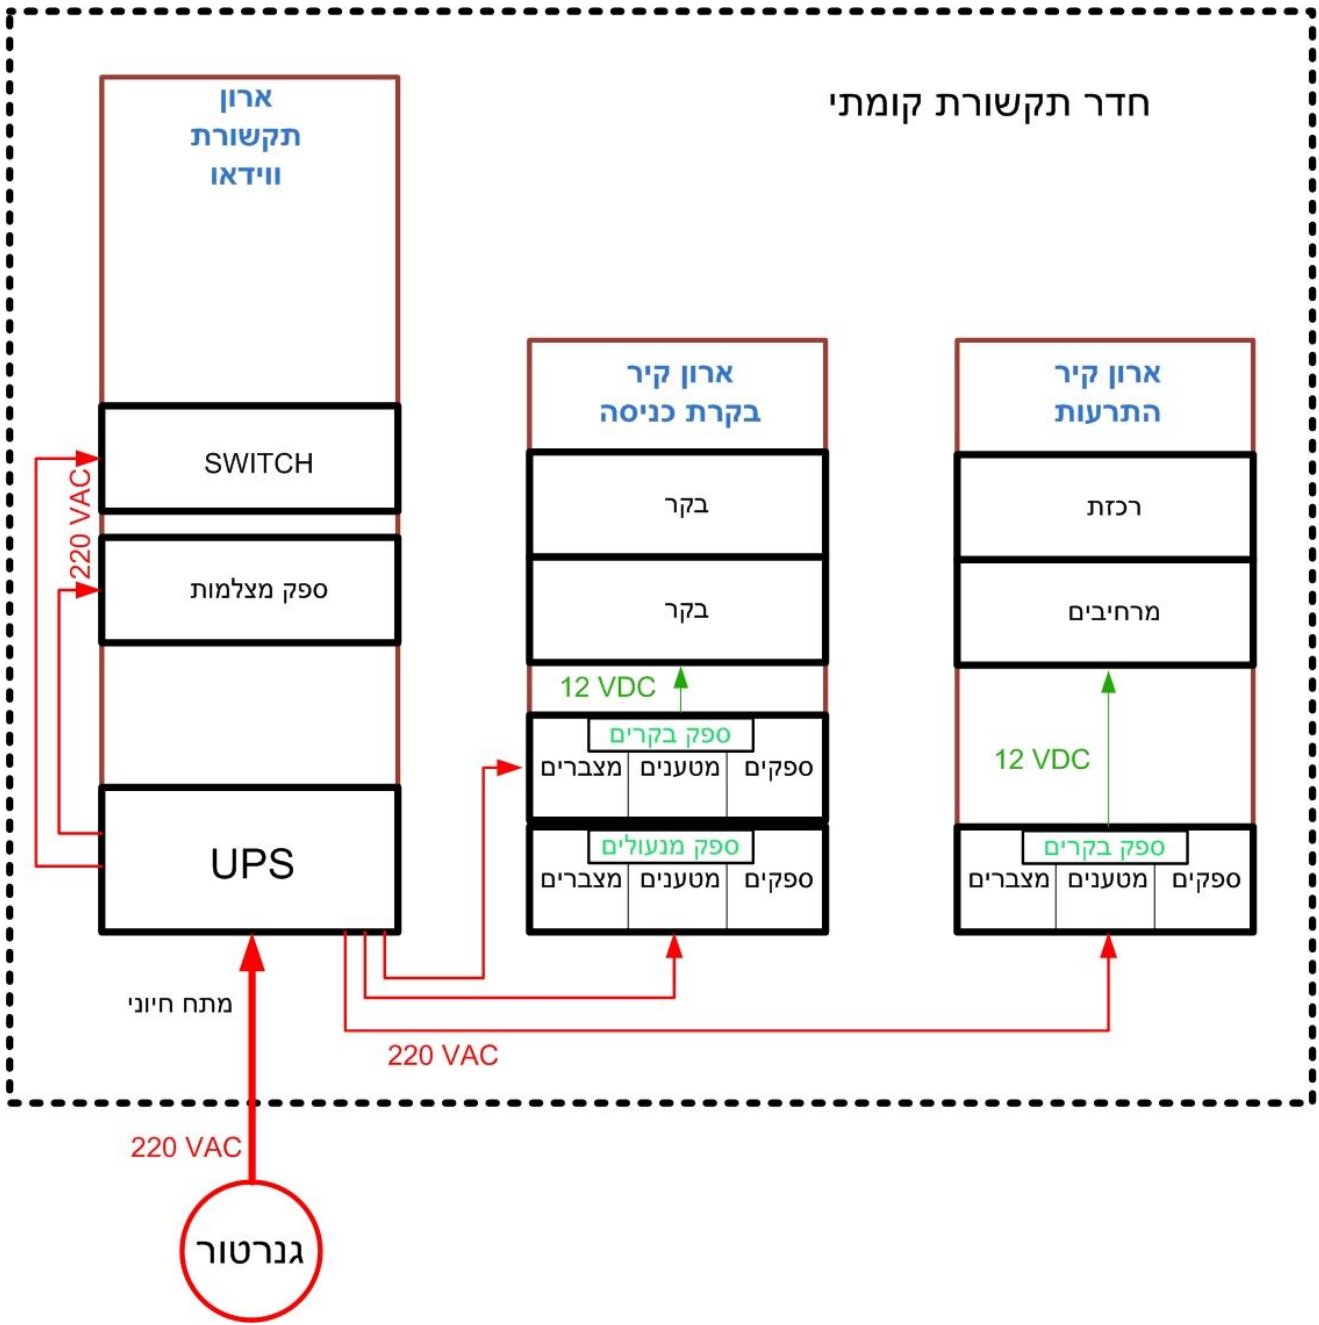 חדר תקשורת קומתי
ארון
תקשורת
ווידאו
SWITCH
220 VAC
ספק מצלמות
UPS
ארון קיר
בקרת כניסה
בקר
בקר
12 VDC
ספק בקרים
ספקים
מטענים
מצברים
ספק מנעולים
ספקים
מטענים
מצברים
ארון קיר
התרעות
רכזת
מרחיבים
12 VDC
ספק בקרים
ספקים
מטענים
מצברים
מתח חיוני
220 VAC
220 VAC
גנרטור